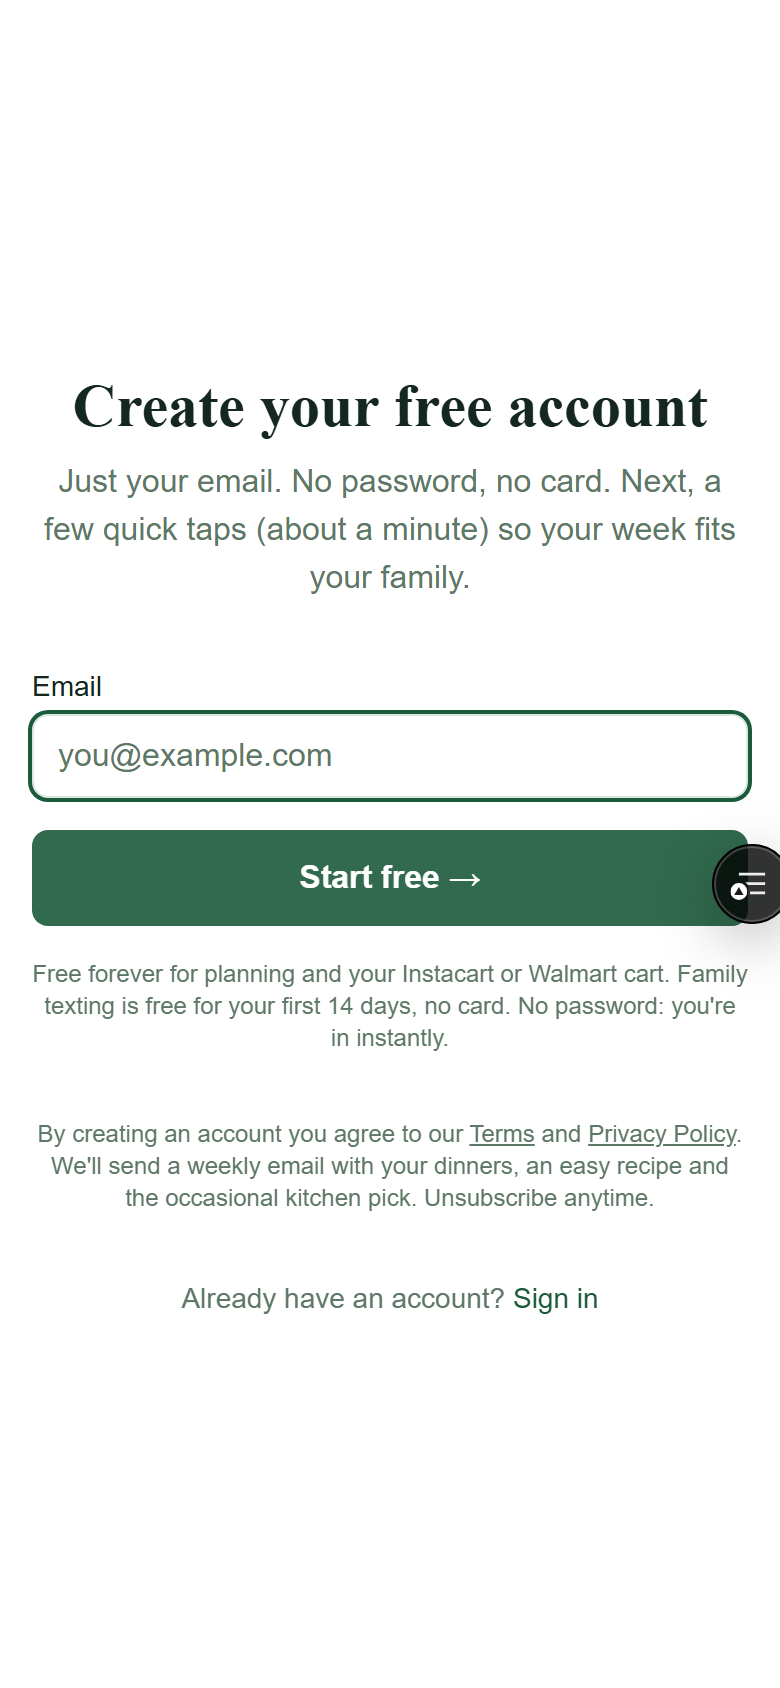 Create your free account
Just your email. No password, no card. Next, a
few quick taps (about a minute) so your week fits
your family.
Email
you@example.com
Start free →
Free forever for planning and your Instacart or Walmart cart. Family
texting is free for your first 14 days, no card. No password: you're
in instantly.
By creating an account you agree to our Terms and Privacy Policy.
We'll send a weekly email with your dinners, an easy recipe and
the occasional kitchen pick. Unsubscribe anytime.
Already have an account? Sign in